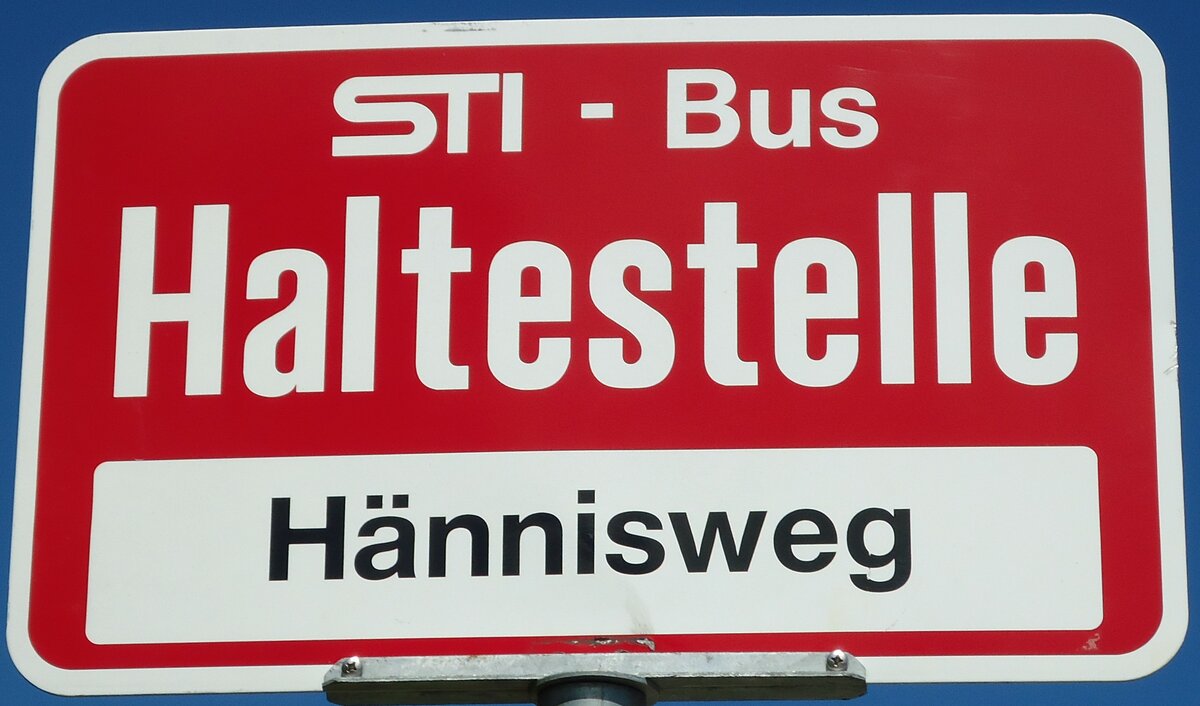 STI - Bus
Haltestelle
Hännisweg